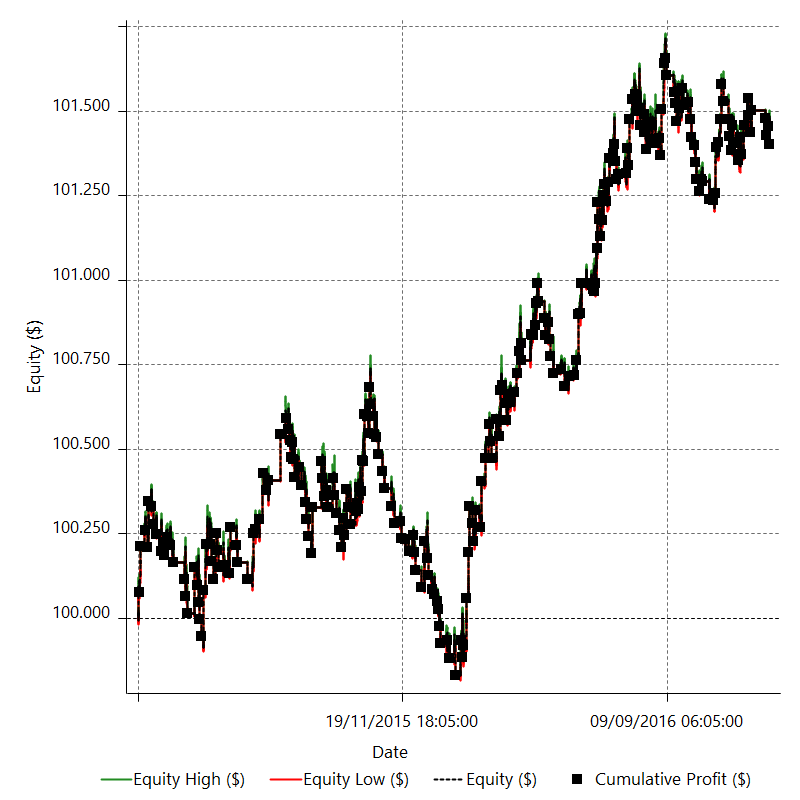 101.500
101.250
101.000
100.750
100.500
100.250
100.000
Equity ($)
19/11/2015 18:05:00 09/09/2016 06:05:00
Date
Equity High ($) Equity Low ($) Equity ($) Cumulative Profit ($)